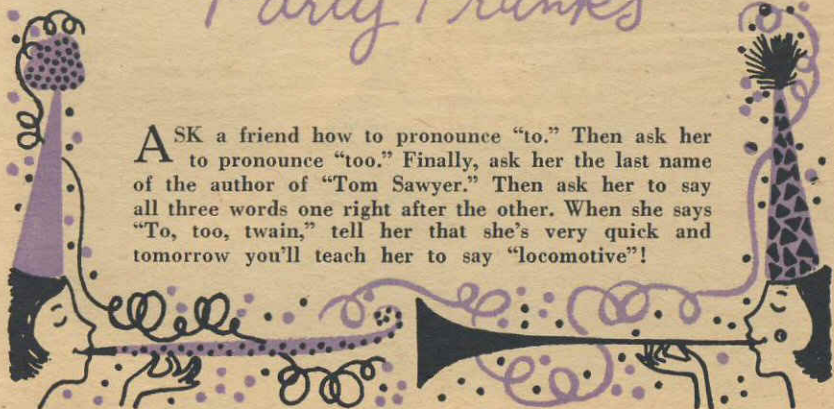 Party Pranks
ASK a friend how to pronounce “to.” Then ask her
to pronounce “too.” Finally, ask her the last name
of the author of “Tom Sawyer.” Then ask her to say
all three words one right after the other. When she says
“To, too, twain,” tell her that she’s very quick and
tomorrow you’ll teach her to say “locomotive”!